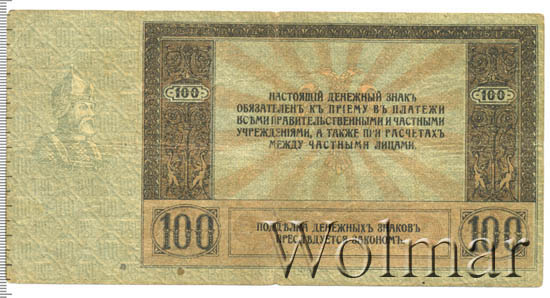 100 100
НАСТОЯЩІЙ ДЕНЕЖНЫЙ ЗНАКЪ
ОБЯЗАТЕЛЕНЪ КЪ ПРІЕМУ ВЪ ПЛАТЕЖИ
ВСѢМИ ПРАВИТЕЛЬСТВЕННЫМИ И ЧАСТНЫМИ
УЧРЕЖДЕНІЯМИ, А ТАКЖЕ ПРИ РАСЧЕТАХЪ
МЕЖДУ ЧАСТНЫМИ ЛИЦАМИ.
100 100
ПОДДѢЛКА ДЕНЕЖНЫХЪ ЗНАКОВЪ
ПРЕСЛѢДУЕТСЯ ЗАКОНОМЪ.
Wolmar